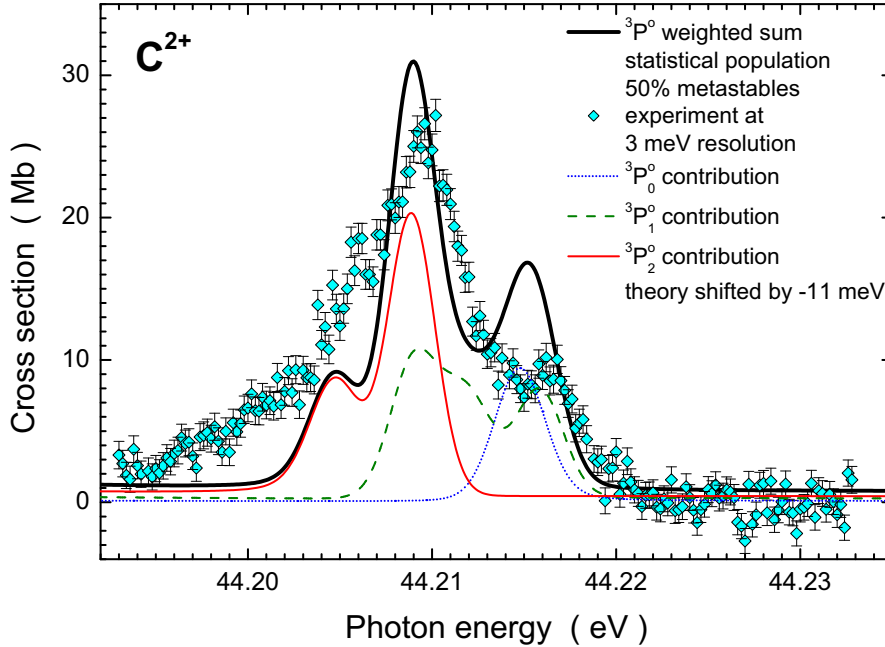 C²⁺
³Pᵒ weighted sum
statistical population
50% metastables
experiment at
3 meV resolution
³Pᵒ₀ contribution
³Pᵒ₁ contribution
³Pᵒ₂ contribution
theory shifted by -11 meV
Cross section ( Mb )
30
20
10
0
44.20
44.21
44.22
44.23
Photon energy ( eV )